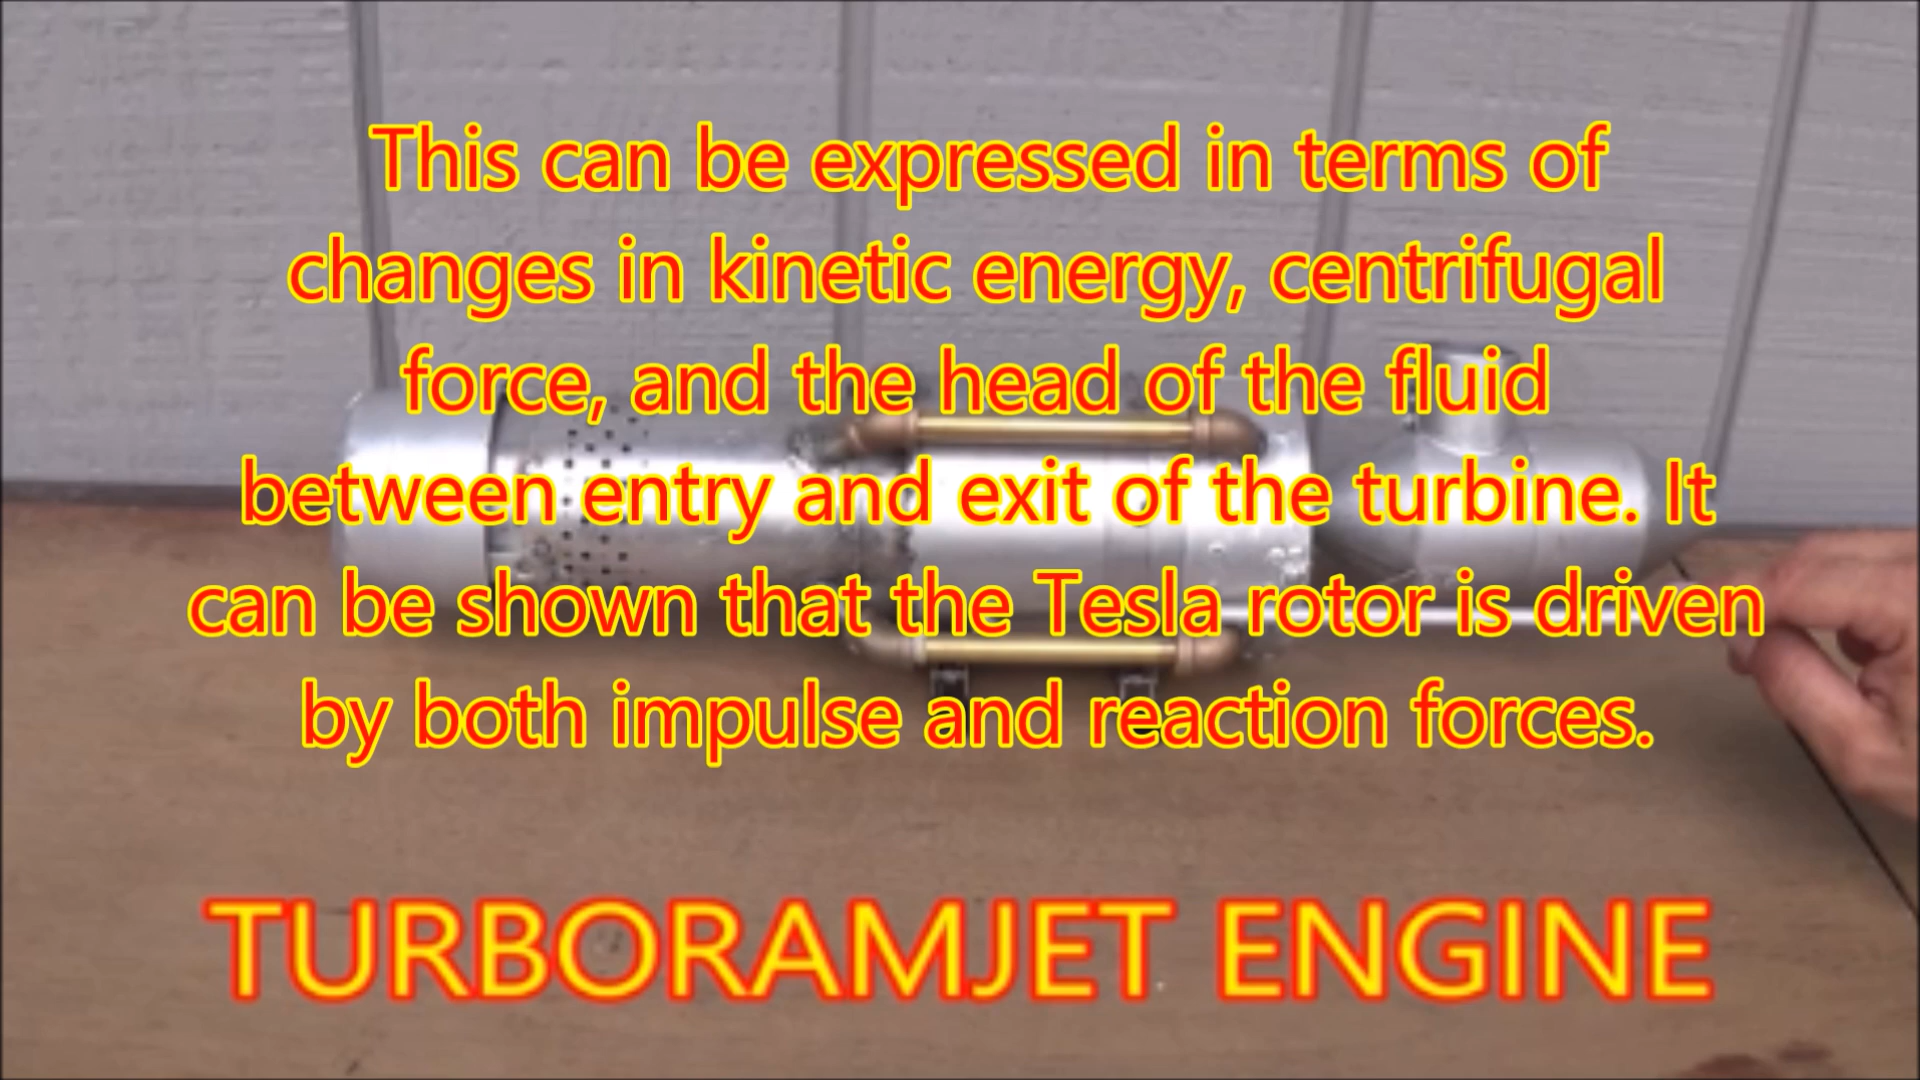 This can be expressed in terms of
changes in kinetic energy, centrifugal
force, and the head of the fluid
between entry and exit of the turbine. It
can be shown that the Tesla rotor is driven
by both impulse and reaction forces.
TURBORAMJET ENGINE